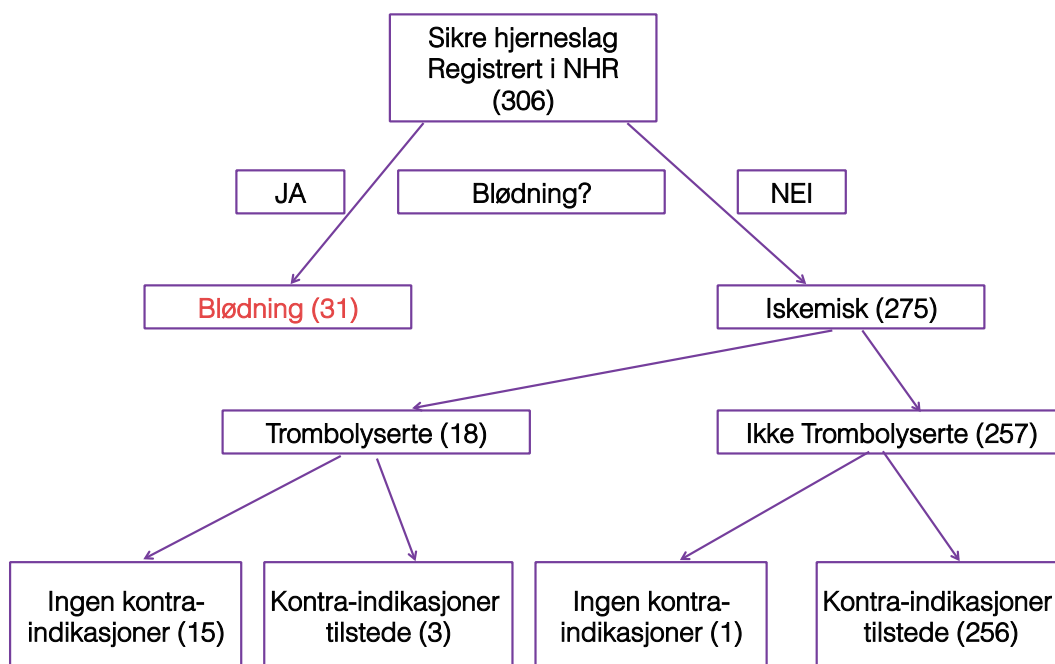 Sikre hjerneslag
Registrert i NHR
(306)
JA
Blødning?
NEI
Blødning (31)
Iskemisk (275)
Trombolyserte (18)
Ikke Trombolyserte (257)
Ingen kontra-
indikasjoner (15)
Kontra-indikasjoner
tilstede (3)
Ingen kontra-
indikasjoner (1)
Kontra-indikasjoner
tilstede (256)